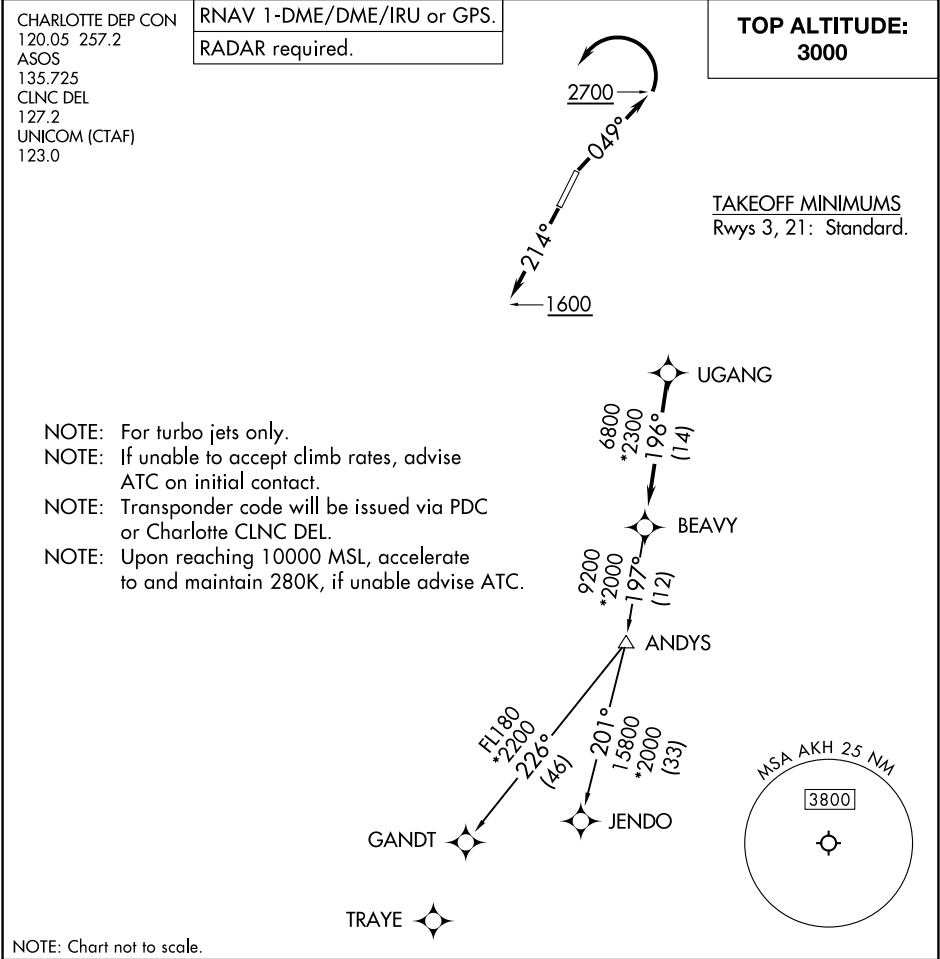 CHARLOTTE DEP CON
120.05 257.2
ASOS
135.725
CLNC DEL
127.2
UNICOM (CTAF)
123.0
RNAV 1-DME/DME/IRU or GPS.
RADAR required.
TOP ALTITUDE:
3000
2700
049°
214°
1600
TAKEOFF MINIMUMS
Rwys 3, 21: Standard.
UGANG
6800
*2300
196°
(14)
NOTE: For turbo jets only.
NOTE: If unable to accept climb rates, advise
ATC on initial contact.
NOTE: Transponder code will be issued via PDC
or Charlotte CLNC DEL.
NOTE: Upon reaching 10000 MSL, accelerate
to and maintain 280K, if unable advise ATC.
BEAVY
9200
*2000
197°
(12)
ANDYS
FL180
*2200
226°
(46)
201°
15800
*2000
(33)
GANDT
JENDO
TRAYE
MSA AKH 25 NM
3800
NOTE: Chart not to scale.